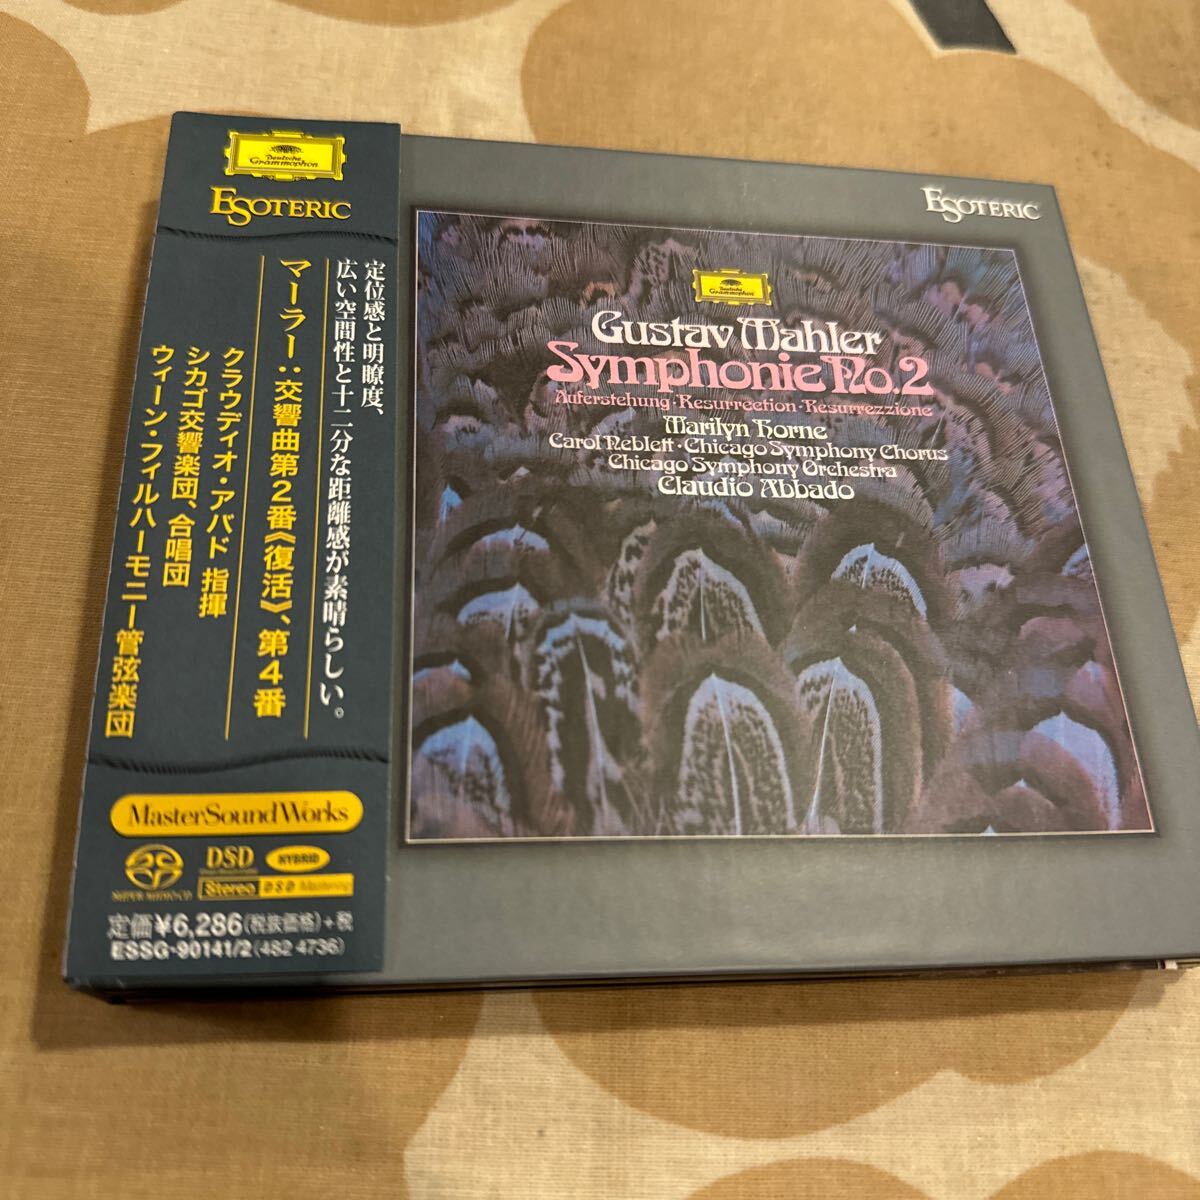 Deutsche
Grammophon
ESOTERIC
定位感と明瞭度、
広い空間性と十二分な距離感が素晴らしい。
マーラー：交響曲第2番《復活》、第4番
クラウディオ・アバド 指揮
シカゴ交響楽団、合唱団
ウィーン・フィルハーモニー管弦楽団
MasterSoundWorks
SUPER AUDIO CD
DSD
HYBRID
Stereo DSD Mastering
定価¥6,286(税抜価格)+税
ESSG-90141/2(482 4736)
ESOTERIC
Deutsche
Grammophon
Gustav Mahler
Symphonie No.2
Auferstehung·Resurrection·Resurrezzione
Marilyn Horne
Carol Neblett·Chicago Symphony Chorus
Chicago Symphony Orchestra
Claudio Abbado